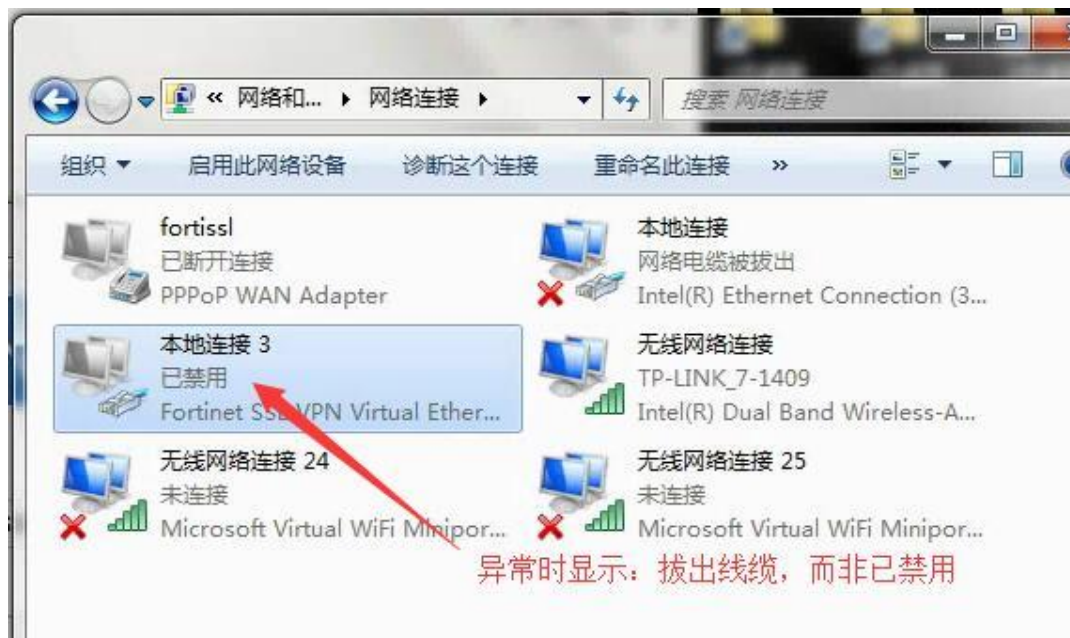 « 网络和... 网络连接
搜索 网络连接
组织 启用此网络设备 诊断这个连接 重命名此连接 »
fortissl
已断开连接
PPPoP WAN Adapter
本地连接
网络电缆被拔出
Intel(R) Ethernet Connection (3...
本地连接 3
已禁用
Fortinet SSL VPN Virtual Ether...
无线网络连接
TP-LINK_7-1409
Intel(R) Dual Band Wireless-A...
无线网络连接 24
未连接
Microsoft Virtual WiFi Minipor...
无线网络连接 25
未连接
Microsoft Virtual WiFi Minipor...
异常时显示：拔出线缆，而非已禁用